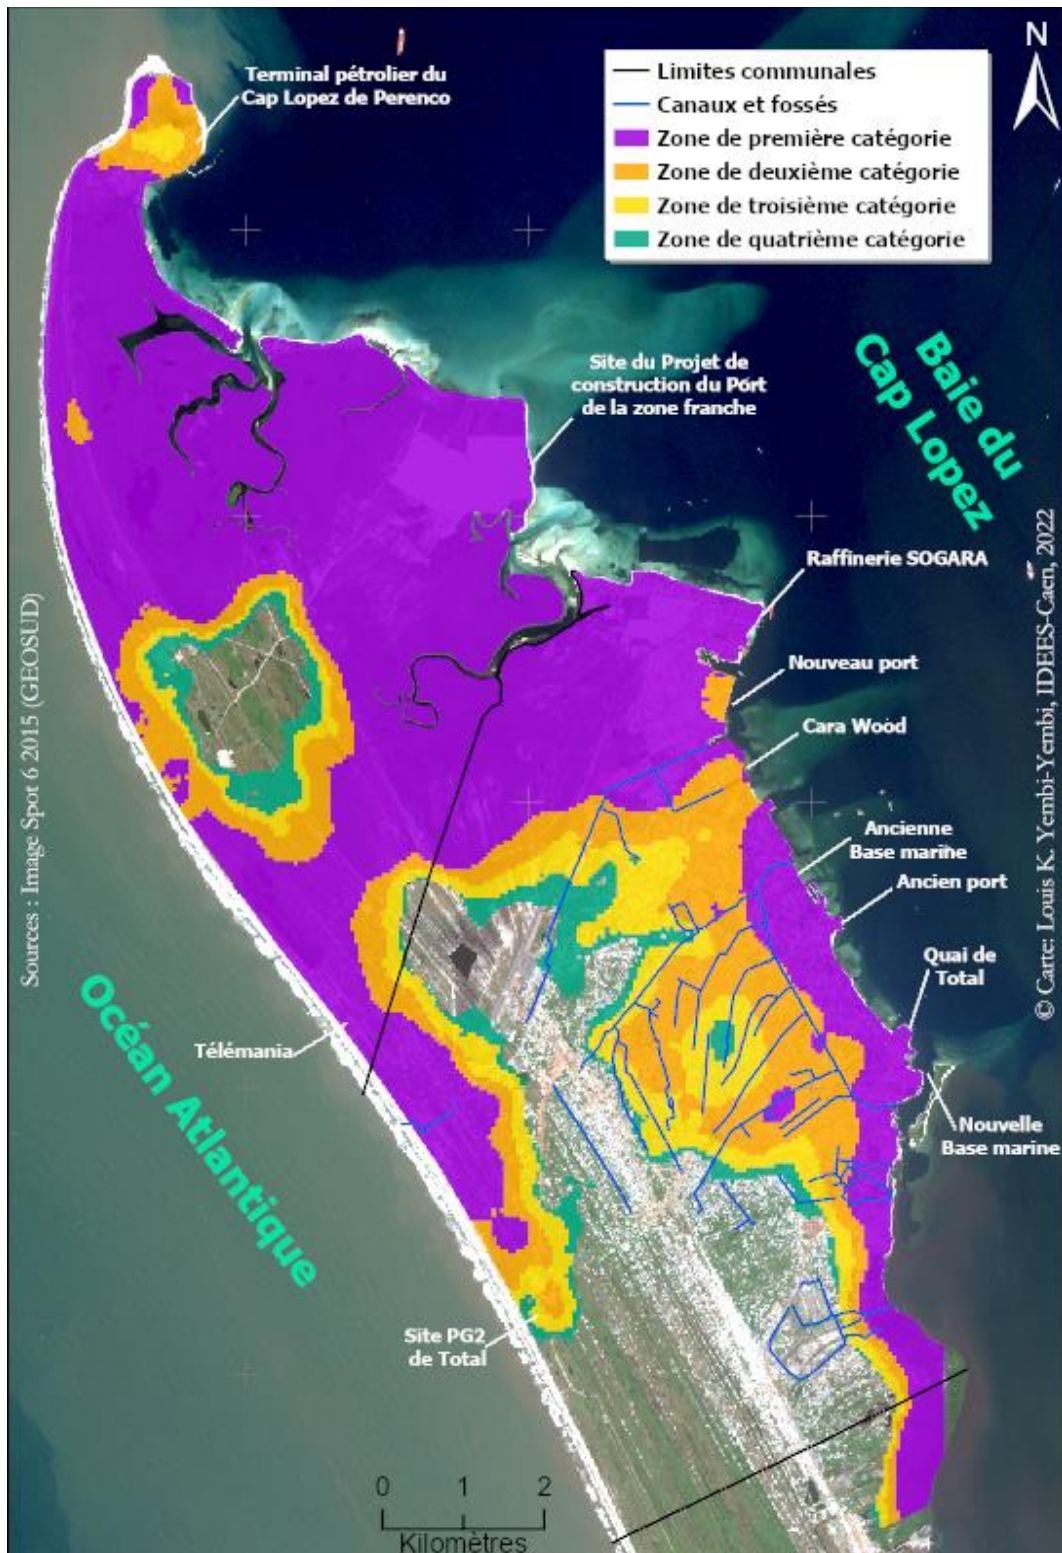 N
Terminal pétrolier du
Cap Lopez de Perenco
Limites communales
Canaux et fossés
Zone de première catégorie
Zone de deuxième catégorie
Zone de troisième catégorie
Zone de quatrième catégorie
Site du Projet de
construction du Port
de la zone franche
Baie du
Cap Lopez
Raffinerie SOGARA
Nouveau port
Cara Wood
Ancienne
Base marine
Ancien port
Quai de
Total
Nouvelle
Base marine
Télémania
Océan Atlantique
Site PG2
de Total
0 1 2
Kilomètres
Sources : Image Spot 6 2015 (GEOSUD)
© Carte: Louis K. Yembi-Yembi, IDEES-Caen, 2022